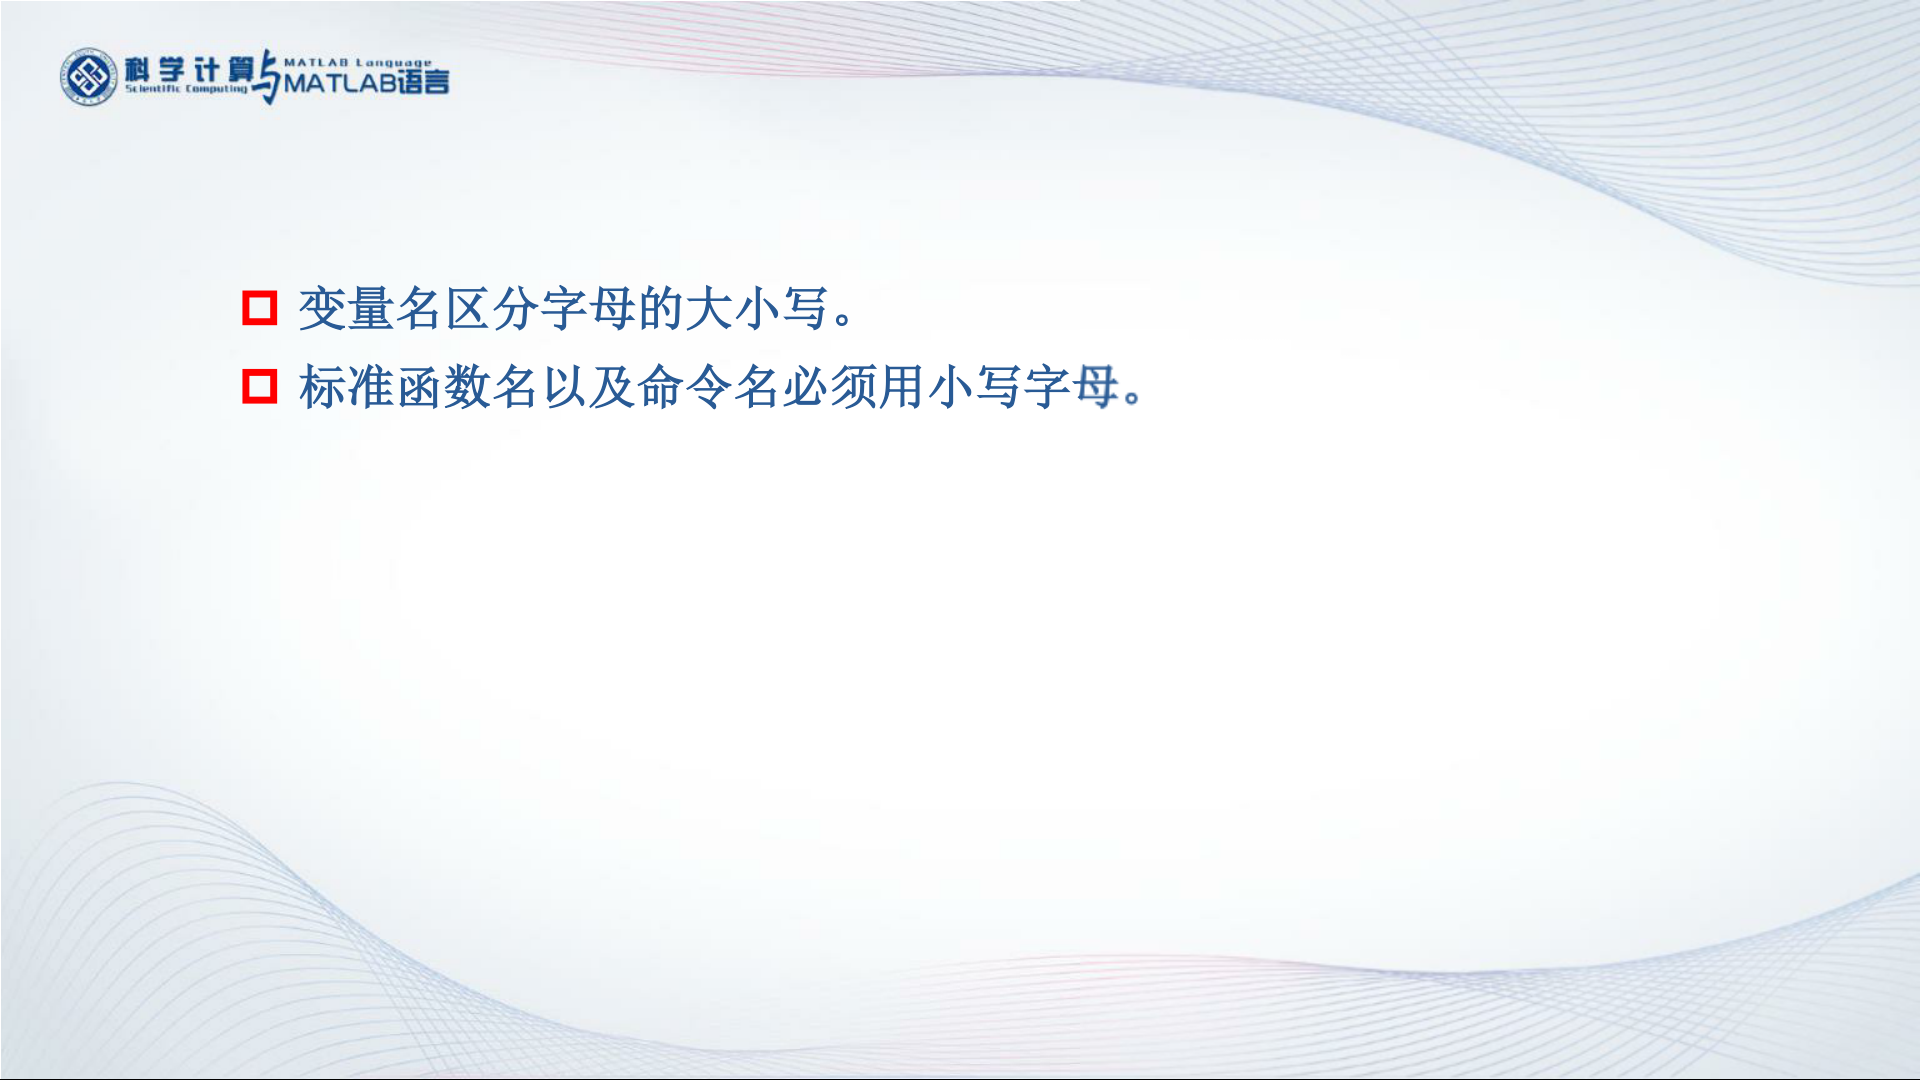 科学计算与MATLAB语言
Scientific Computing
MATLAB Language
变量名区分字母的大小写。
标准函数名以及命令名必须用小写字母。